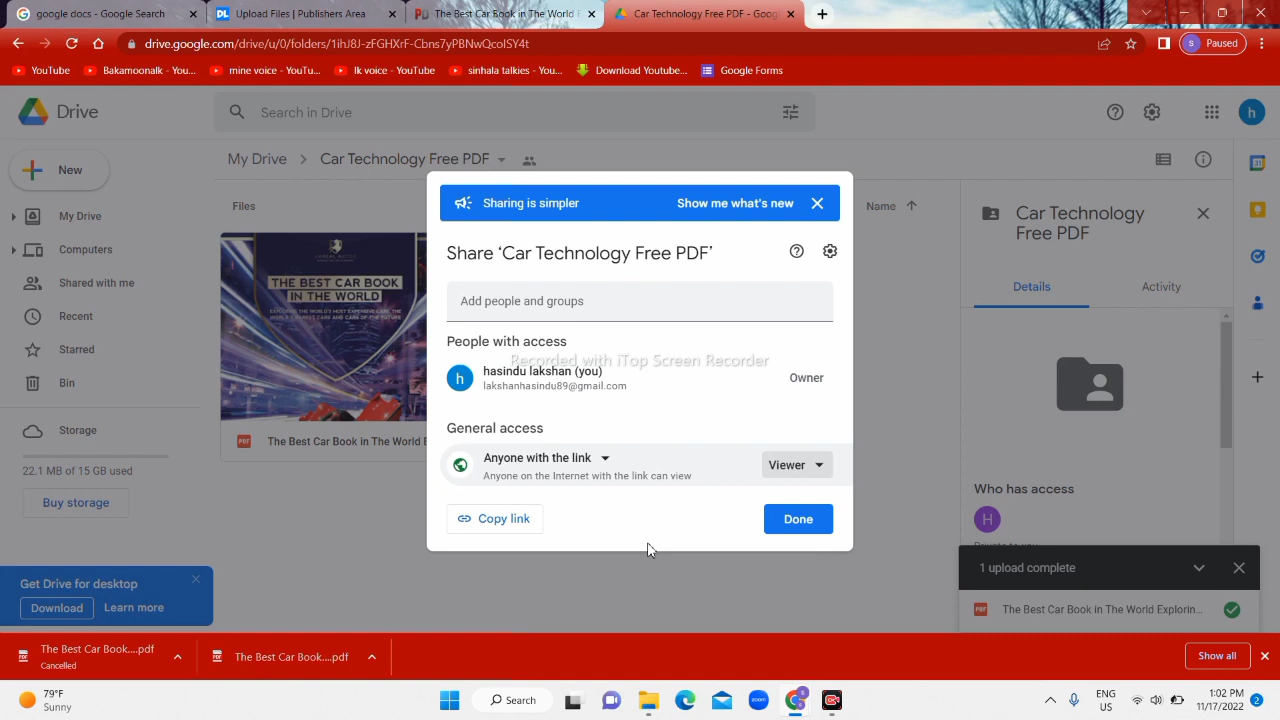 google docs - Google Search
Upload Files | Publishers Area
The Best Car Book in The World E
Car Technology Free PDF - Goog
drive.google.com/drive/u/0/folders/1ihJ8J-zFGHXrF-Cbns7yPBNwQcolSY4t
S Paused
YouTube
Bakamoonalk - You...
mine voice - YouTu...
lk voice - YouTube
sinhala talkies - You...
Download Youtube...
Google Forms
Drive
Search in Drive
h
New
My Drive
Car Technology Free PDF
My Drive
Computers
Shared with me
Recent
Starred
Bin
Storage
22.1 MB of 15 GB used
Buy storage
Files
Name
THE BEST CAR BOOK
IN THE WORLD
PDF
The Best Car Book in The World E
Sharing is simpler
Show me what's new
Share ‘Car Technology Free PDF’
Add people and groups
People with access
Recorded with iTop Screen Recorder
h
hasindu lakshan (you)
lakshanhasindu89@gmail.com
Owner
General access
Anyone with the link
Anyone on the Internet with the link can view
Viewer
Copy link
Done
Car Technology
Free PDF
Details
Activity
Who has access
H
1 upload complete
PDF
The Best Car Book in The World Explorin...
Get Drive for desktop
Download
Learn more
The Best Car Book....pdf
Cancelled
The Best Car Book....pdf
Show all
79°F
Sunny
Search
zoom
ENG
US
1:02 PM
11/17/2022
2